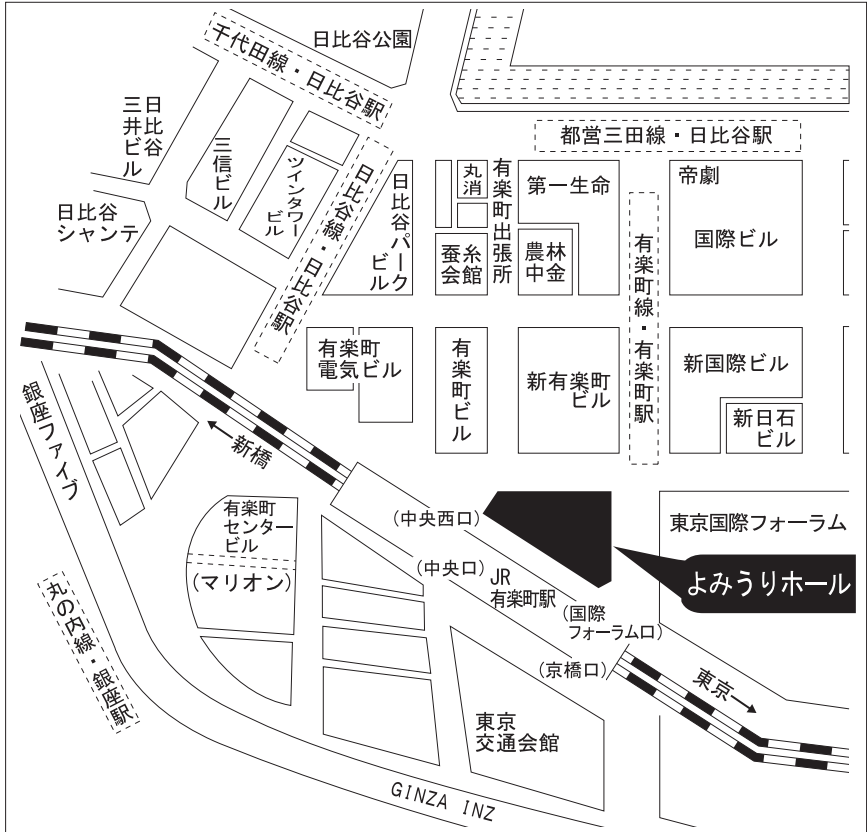 日比谷公園
千代田線・日比谷駅
都営三田線・日比谷駅
日比谷
三井ビル
三信ビル
ツインタワー
ビル
日比谷線・日比谷駅
日比谷パーク
ビル
丸消
有楽町出張所
第一生命
帝劇
国際ビル
日比谷
シャンテ
蚕糸
会館
農林
中金
有楽町線・有楽町駅
有楽町
電気ビル
有楽町ビル
新有楽町
ビル
新国際ビル
新日石
ビル
銀座ファイブ
←新橋
有楽町
センター
ビル
(マリオン)
(中央西口)
(中央口)
JR
有楽町駅
(国際
フォーラム口)
(京橋口)
東京国際フォーラム
よみうりホール
東京→
丸の内線・銀座駅
東京
交通会館
GINZA INZ